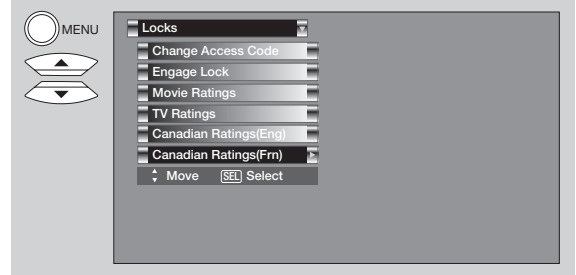 MENU
Locks
Change Access Code
Engage Lock
Movie Ratings
TV Ratings
Canadian Ratings(Eng)
Canadian Ratings(Frn)
Move SEL Select